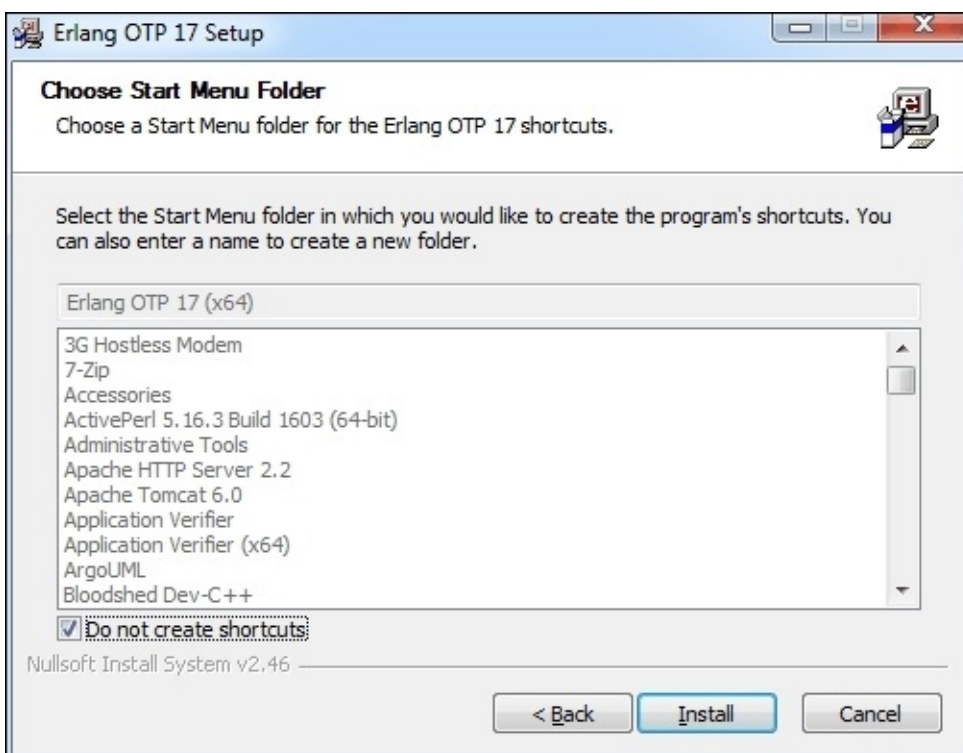 Erlang OTP 17 Setup
Choose Start Menu Folder
Choose a Start Menu folder for the Erlang OTP 17 shortcuts.
Select the Start Menu folder in which you would like to create the program's shortcuts. You
can also enter a name to create a new folder.
Erlang OTP 17 (x64)
3G Hostless Modem
7-Zip
Accessories
ActivePerl 5.16.3 Build 1603 (64-bit)
Administrative Tools
Apache HTTP Server 2.2
Apache Tomcat 6.0
Application Verifier
Application Verifier (x64)
ArgoUML
Bloodshed Dev-C++
Do not create shortcuts
Nullsoft Install System v2.46
< Back Install Cancel